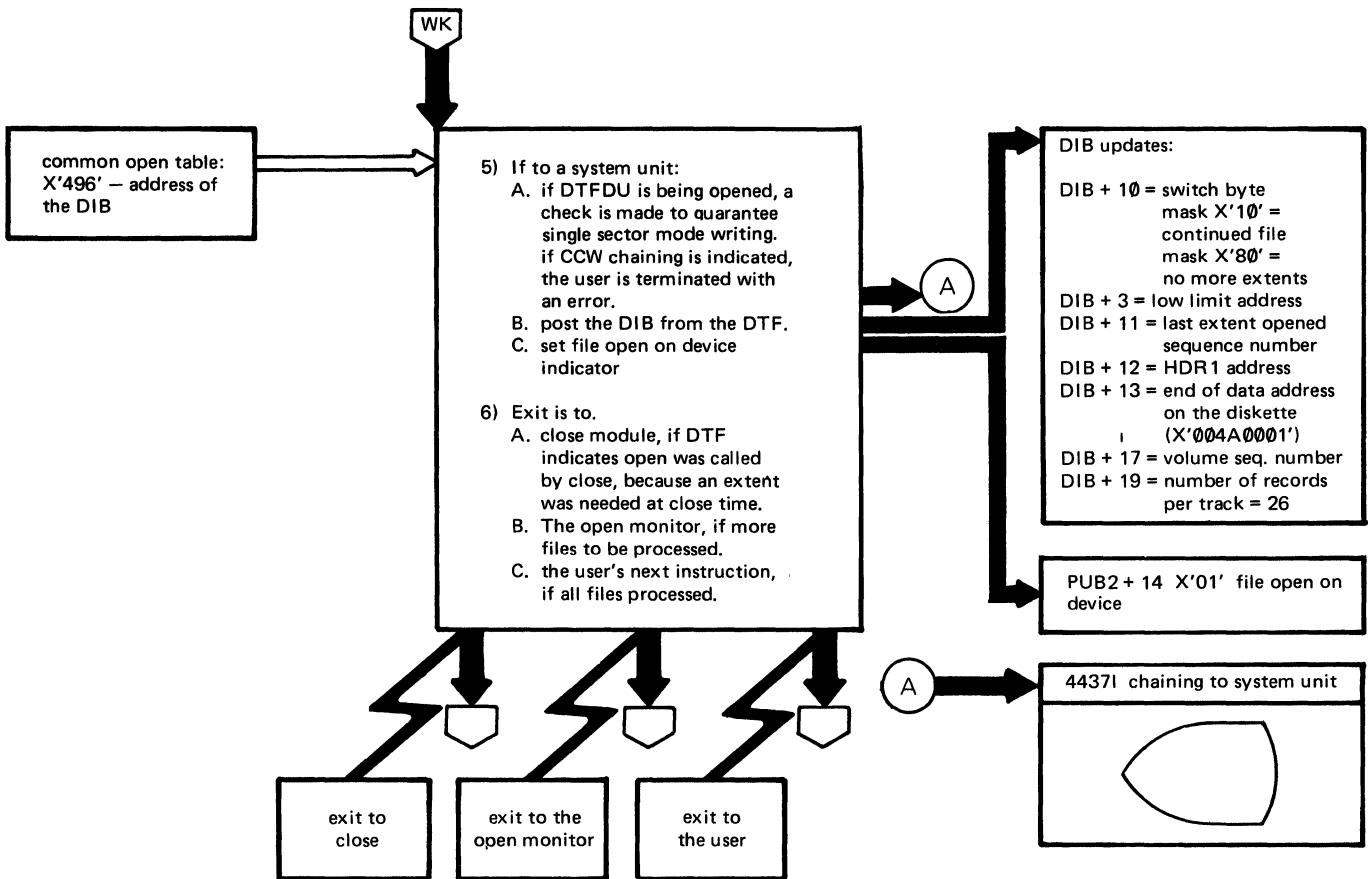 WK
common open table:
X'496' — address of
the DIB
5) If to a system unit:
A. if DTFDU is being opened, a
check is made to quarantee
single sector mode writing.
if CCW chaining is indicated,
the user is terminated with
an error.
B. post the DIB from the DTF.
C. set file open on device
indicator
6) Exit is to.
A. close module, if DTF
indicates open was called
by close, because an extent
was needed at close time.
B. The open monitor, if more
files to be processed.
C. the user's next instruction,
if all files processed.
A
DIB updates:
DIB + 10 = switch byte
mask X'10' =
continued file
mask X'80' =
no more extents
DIB + 3 = low limit address
DIB + 11 = last extent opened
sequence number
DIB + 12 = HDR1 address
DIB + 13 = end of data address
on the diskette
(X'004A0001')
DIB + 17 = volume seq. number
DIB + 19 = number of records
per track = 26
PUB2 + 14 X'01' file open on
device
A
4437I chaining to system unit
exit to
close
exit to the
open monitor
exit to
the user